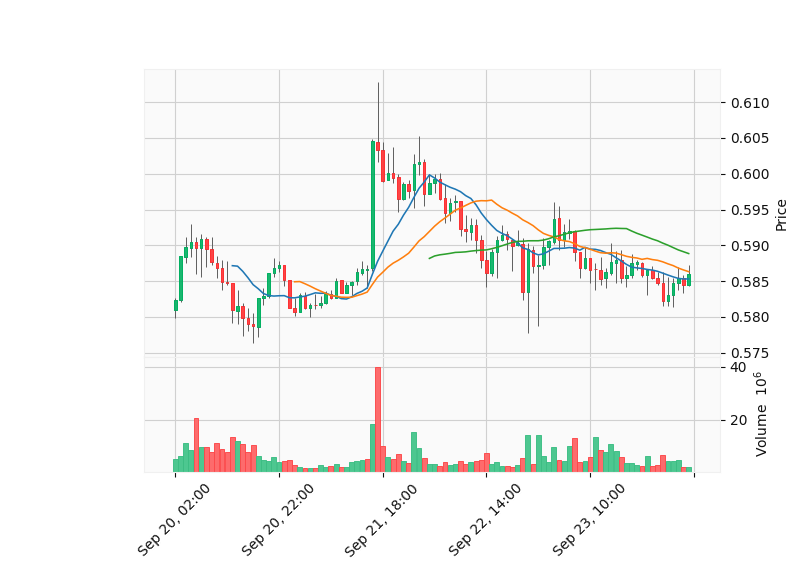 0.610
0.605
0.600
0.595
0.590
0.585
0.580
0.575
Price
40
20
Volume 10⁶
Sep 20, 02:00
Sep 20, 22:00
Sep 21, 18:00
Sep 22, 14:00
Sep 23, 10:00